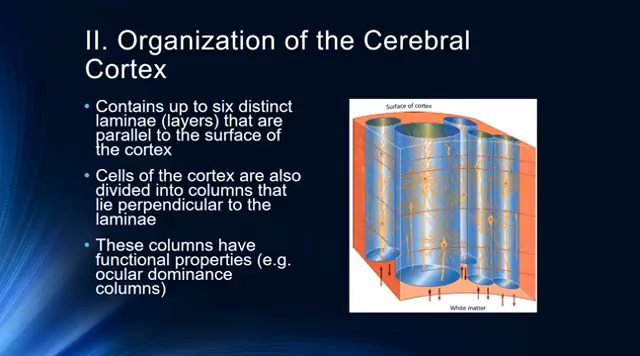 II. Organization of the Cerebral
Cortex
• Contains up to six distinct
laminae (layers) that are
parallel to the surface of
the cortex
• Cells of the cortex are also
divided into columns that
lie perpendicular to the
laminae
• These columns have
functional properties (e.g.
ocular dominance
columns)
Surface of cortex
White matter